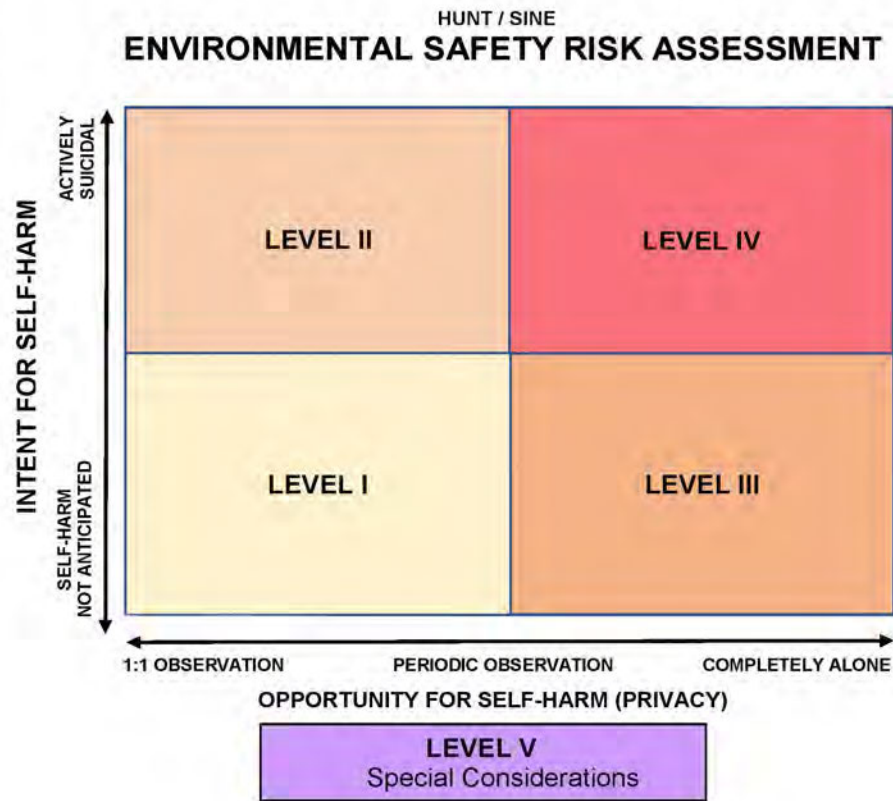 HUNT / SINE
ENVIRONMENTAL SAFETY RISK ASSESSMENT
INTENT FOR SELF-HARM
ACTIVELY
SUICIDAL
SELF-HARM
NOT ANTICIPATED
LEVEL II
LEVEL IV
LEVEL I
LEVEL III
1:1 OBSERVATION
PERIODIC OBSERVATION
COMPLETELY ALONE
OPPORTUNITY FOR SELF-HARM (PRIVACY)
LEVEL V
Special Considerations